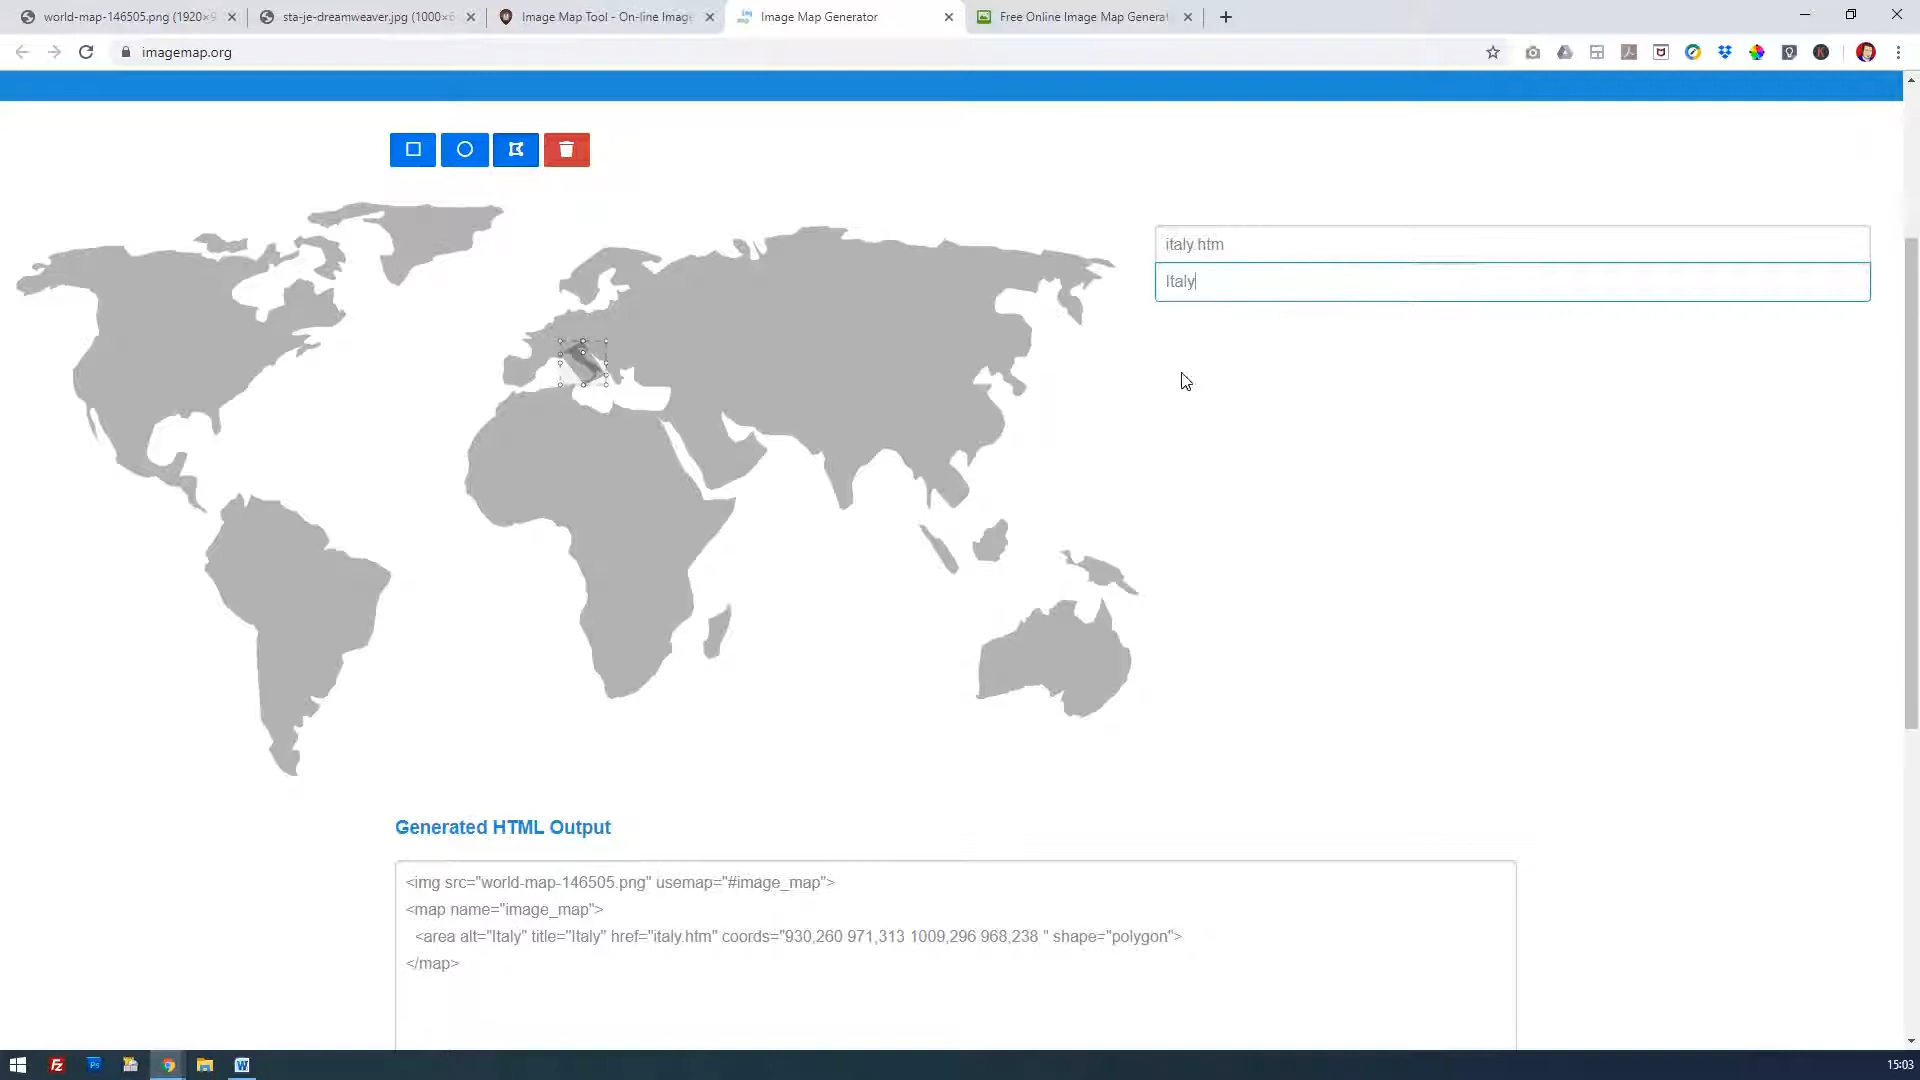 world-map-146505.png (1920×9
sta-je-dreamweaver.jpg (1000×6
Image Map Tool - On-line Image
Image Map Generator
Free Online Image Map Generat
imagemap.org
italy.htm
Italy
Generated HTML Output
<img src="world-map-146505.png" usemap="#image_map">
<map name="image_map">
<area alt="Italy" title="Italy" href="italy.htm" coords="930,260 971,313 1009,296 968,238 " shape="polygon">
</map>
15:03